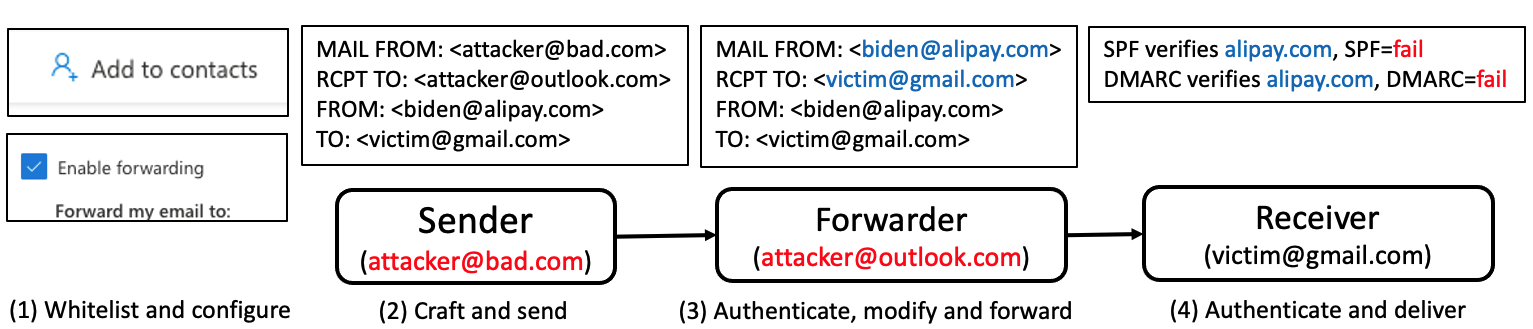 Add to contacts
Enable forwarding
Forward my email to:
(1) Whitelist and configure
MAIL FROM: <attacker@bad.com>
RCPT TO: <attacker@outlook.com>
FROM: <biden@alipay.com>
TO: <victim@gmail.com>
Sender
(attacker@bad.com)
(2) Craft and send
MAIL FROM: <biden@alipay.com>
RCPT TO: <victim@gmail.com>
FROM: <biden@alipay.com>
TO: <victim@gmail.com>
Forwarder
(attacker@outlook.com)
(3) Authenticate, modify and forward
SPF verifies alipay.com, SPF=fail
DMARC verifies alipay.com, DMARC=fail
Receiver
(victim@gmail.com)
(4) Authenticate and deliver